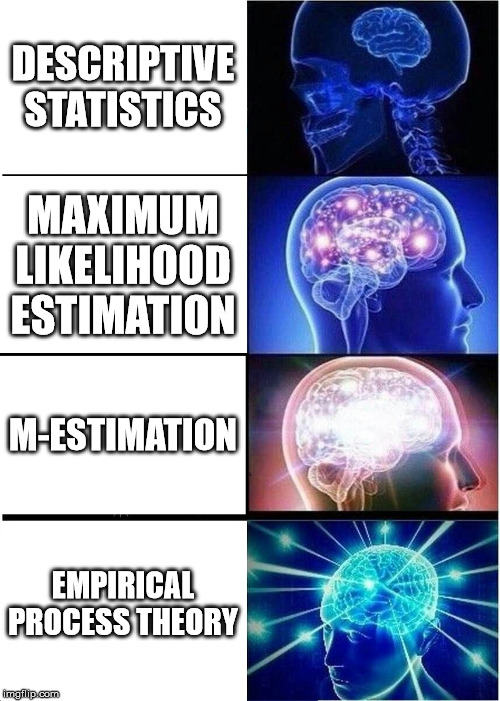 DESCRIPTIVE
STATISTICS
MAXIMUM
LIKELIHOOD
ESTIMATION
M-ESTIMATION
EMPIRICAL
PROCESS THEORY
imgflip.com